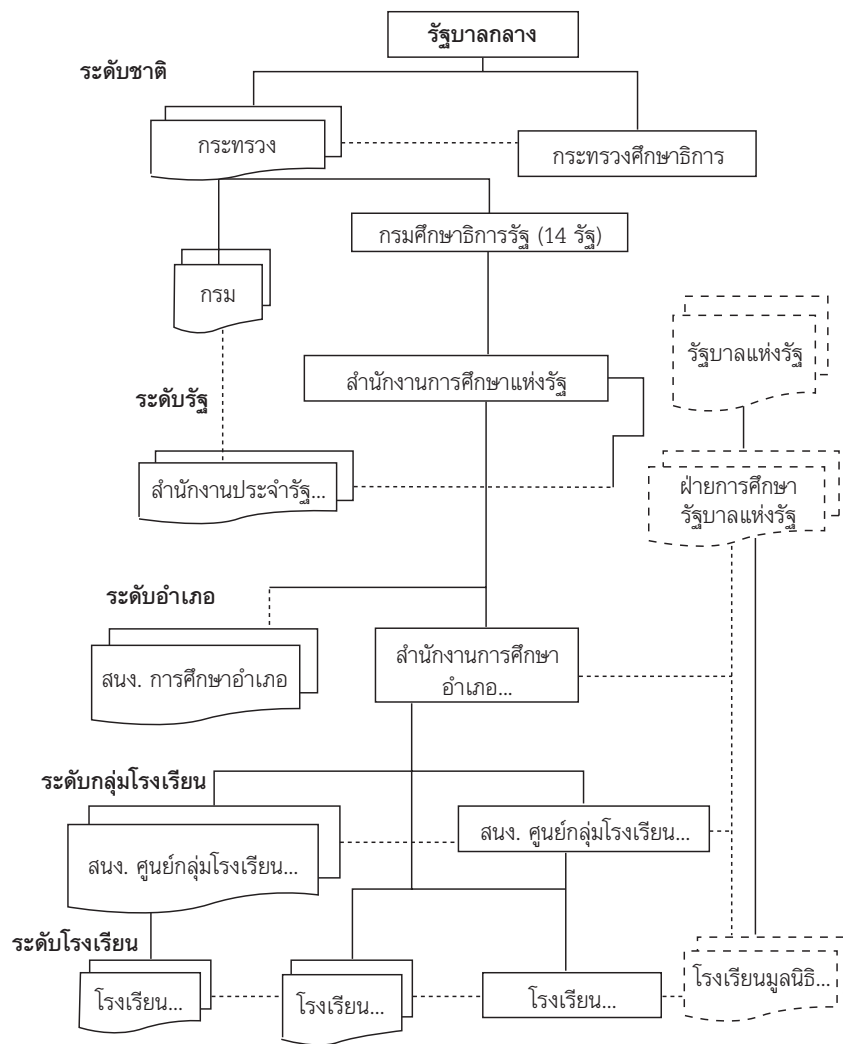 รัฐบาลกลาง
ระดับชาติ
กระทรวง
กระทรวงศึกษาธิการ
กรมศึกษาธิการรัฐ (14 รัฐ)
กรม
รัฐบาลแห่งรัฐ
สำนักงานการศึกษาแห่งรัฐ
ระดับรัฐ
สำนักงานประจำรัฐ...
ฝ่ายการศึกษา
รัฐบาลแห่งรัฐ
ระดับอำเภอ
สนง. การศึกษาอำเภอ
สำนักงานการศึกษา
อำเภอ...
ระดับกลุ่มโรงเรียน
สนง. ศูนย์กลุ่มโรงเรียน...
สนง. ศูนย์กลุ่มโรงเรียน...
ระดับโรงเรียน
โรงเรียน...
โรงเรียน...
โรงเรียน...
โรงเรียนมูลนิธิ...